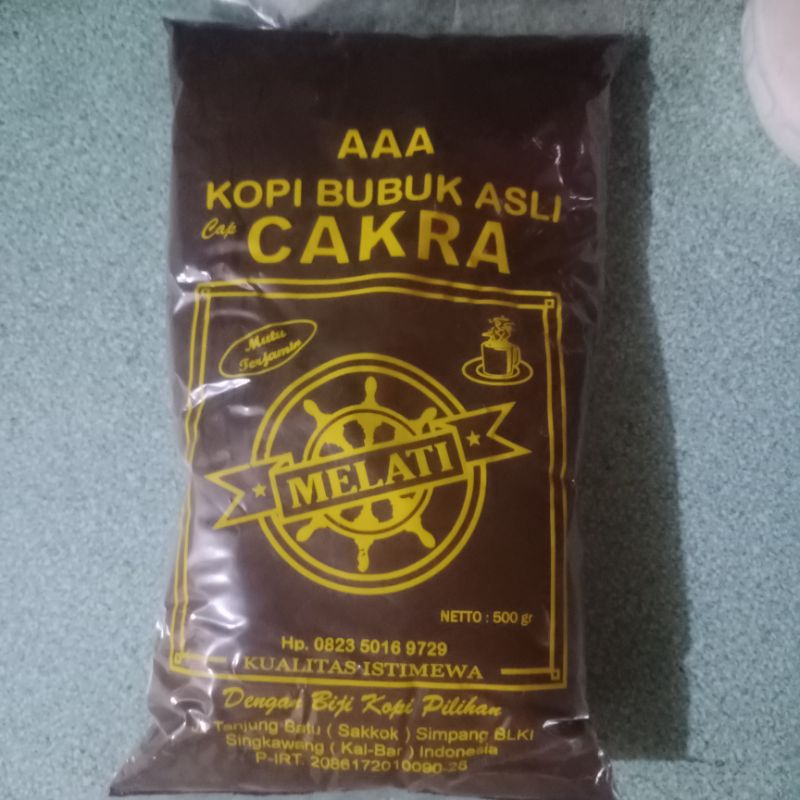 AAA
KOPI BUBUK ASLI
Cap CAKRA
Mutu
Terjamin
MELATI
NETTO : 500 gr
Hp. 0823 5016 9729
KUALITAS ISTIMEWA
Dengan Biji Kopi Pilihan
Tanjung Batu ( Sakkok ) Simpang BLKI
Singkawang ( Kal-Bar ) Indonesia
P-IRT. 2086172010090-26